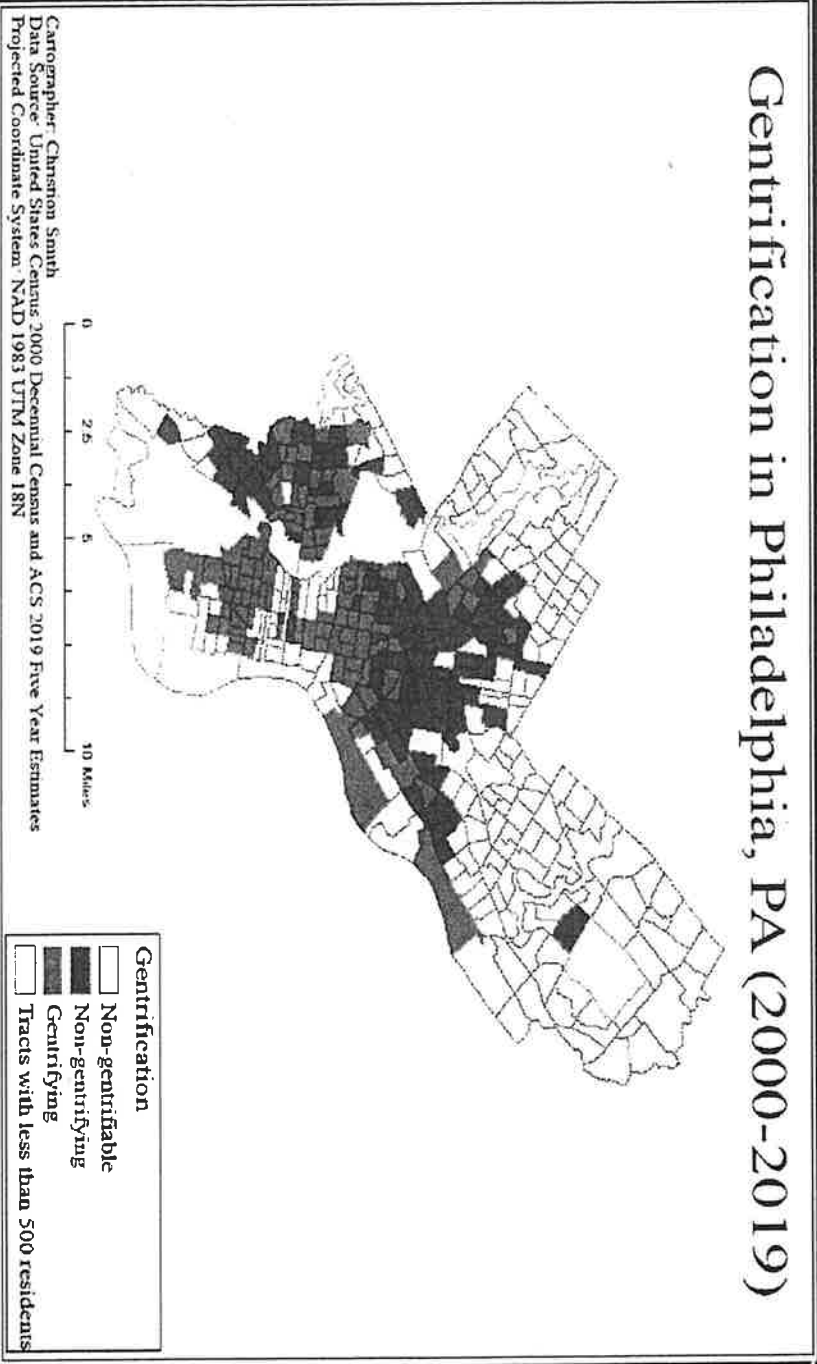 Gentrification in Philadelphia, PA (2000-2019)
0 2.5 5 10 Miles
Gentrification
Non-gentrifiable
Non-gentrifying
Gentrifying
Tracts with less than 500 residents
Cartographer: Christion Smith
Data Source: United States Census 2000 Decennial Census and ACS 2019 Five Year Estimates
Projected Coordinate System: NAD 1983 UTM Zone 18N